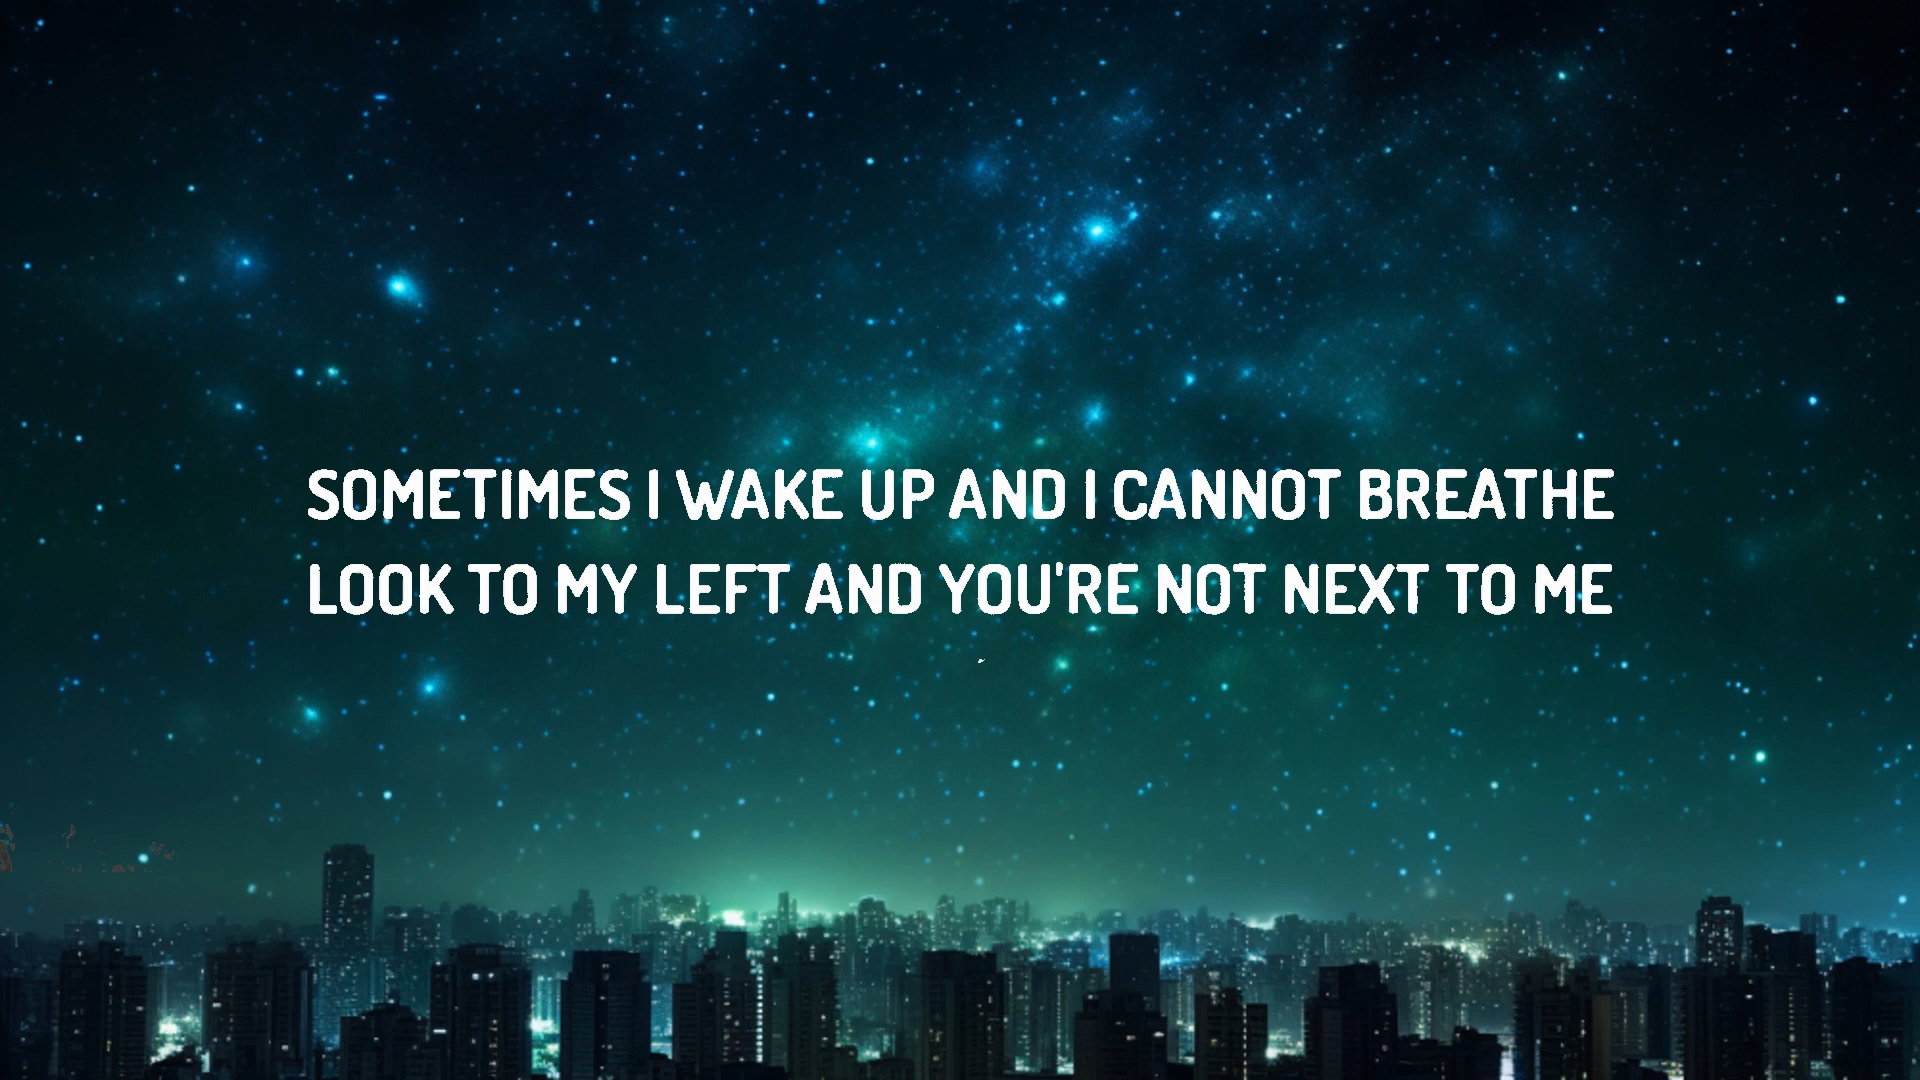 SOMETIMES I WAKE UP AND I CANNOT BREATHE
LOOK TO MY LEFT AND YOU'RE NOT NEXT TO ME